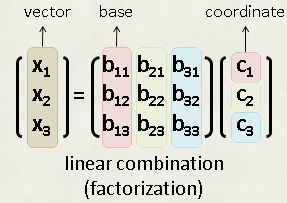 vector base coordinate
x1 b11 b21 b31 c1
x2 = b12 b22 b32 c2
x3 b13 b23 b33 c3
linear combination
(factorization)